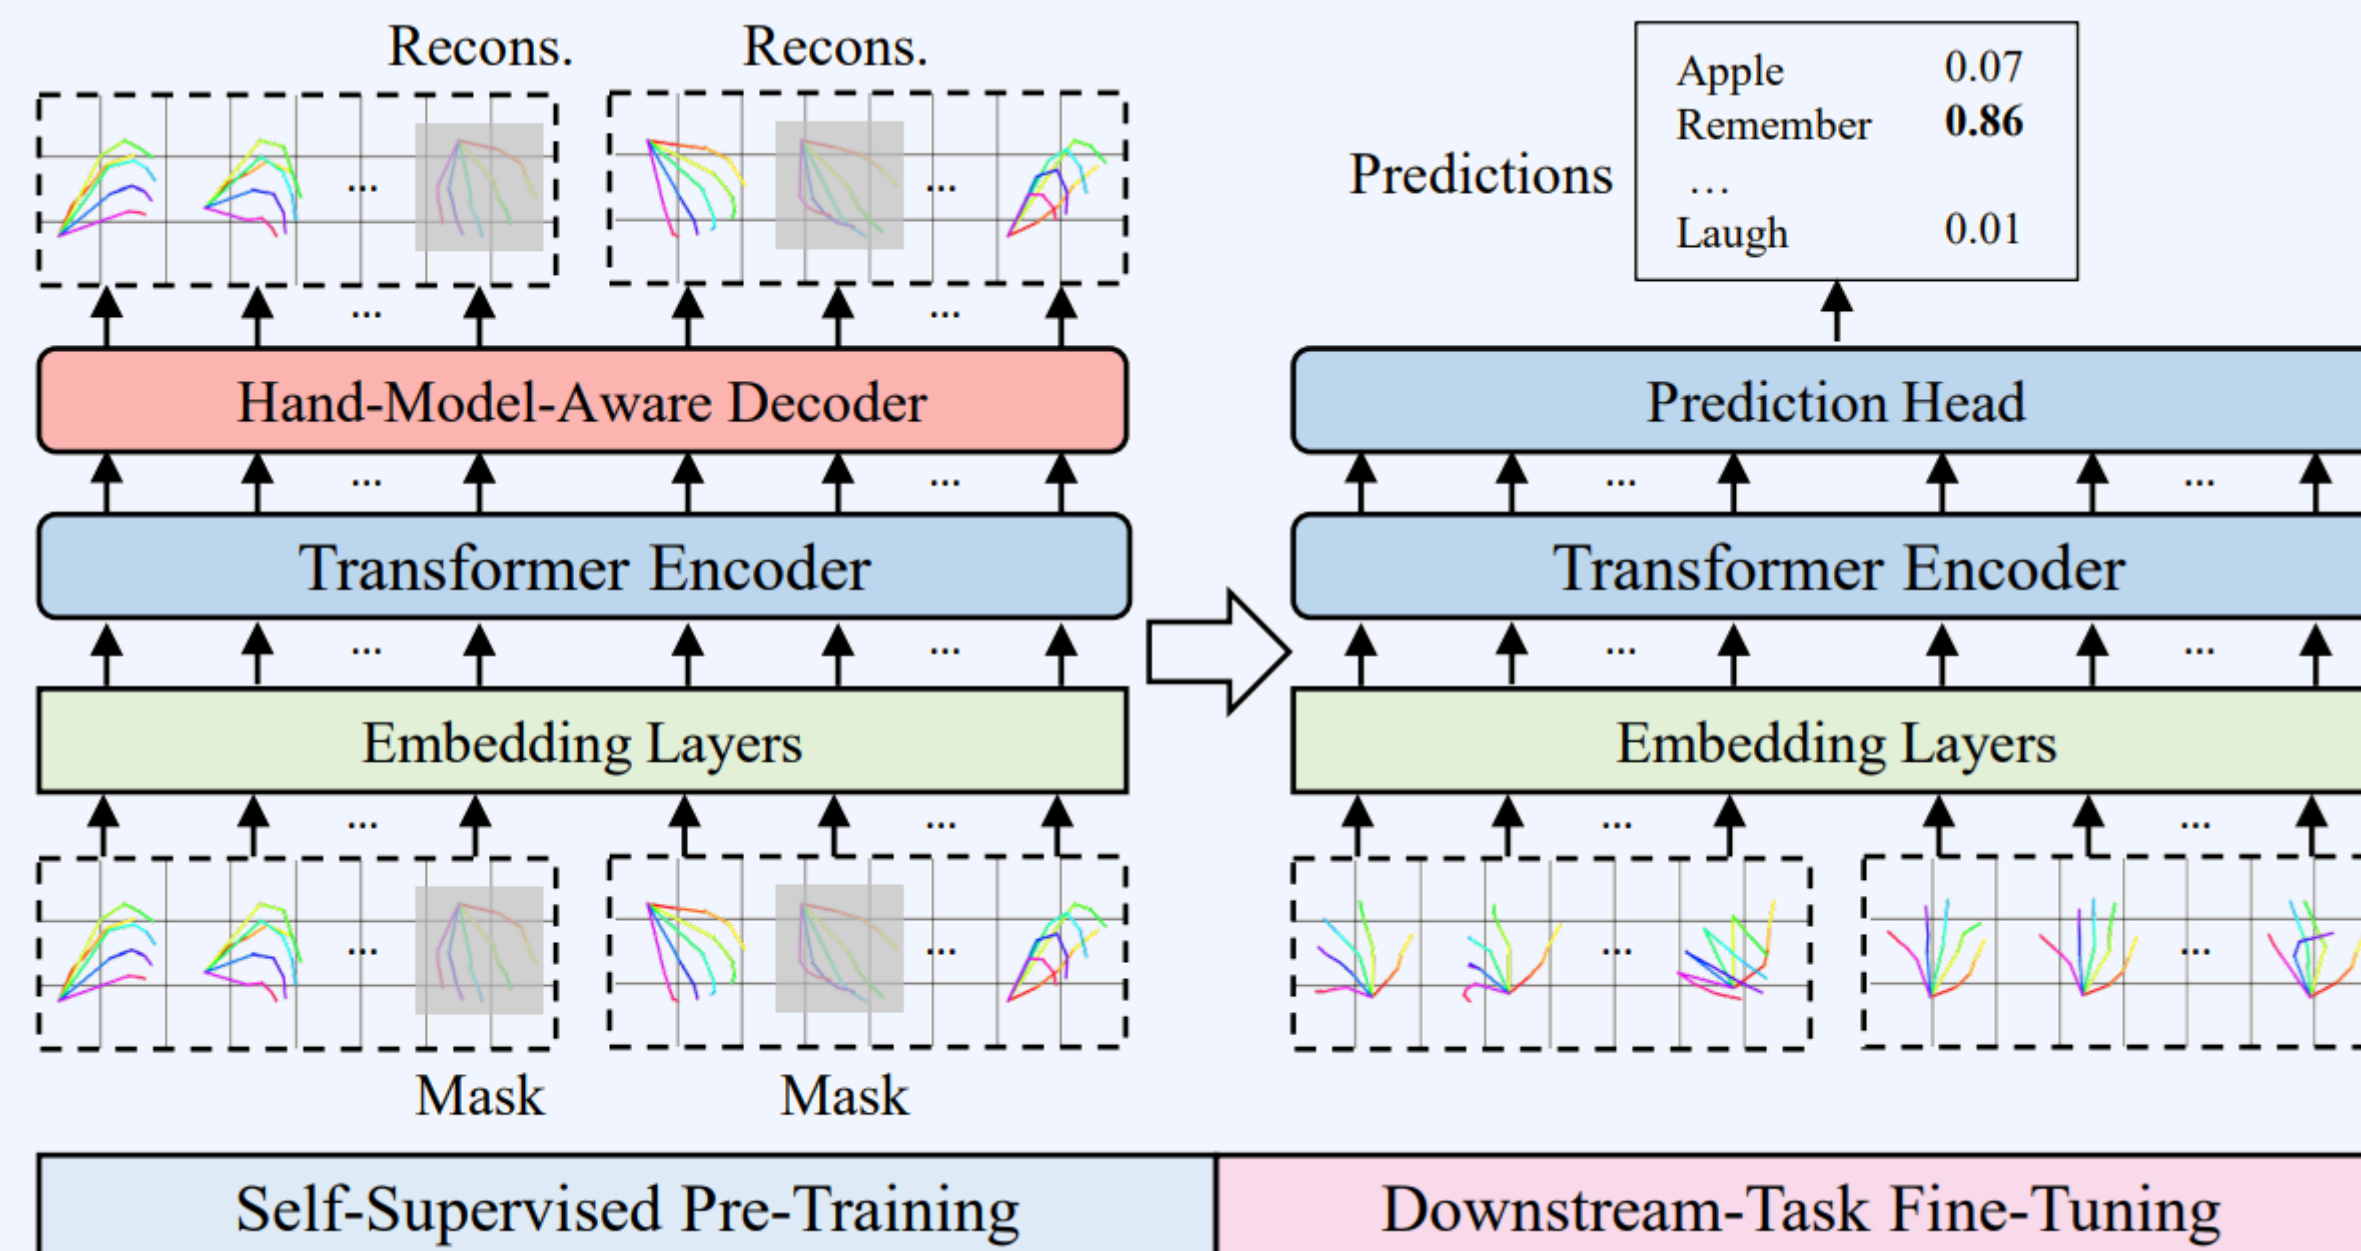 Recons.
Recons.
...
...
...
...
Hand-Model-Aware Decoder
...
...
Transformer Encoder
...
...
Embedding Layers
...
...
...
...
Mask
Mask
Self-Supervised Pre-Training
Predictions
Apple 0.07
Remember 0.86
...
Laugh 0.01
Prediction Head
...
...
Transformer Encoder
...
...
Embedding Layers
...
...
...
...
Downstream-Task Fine-Tuning